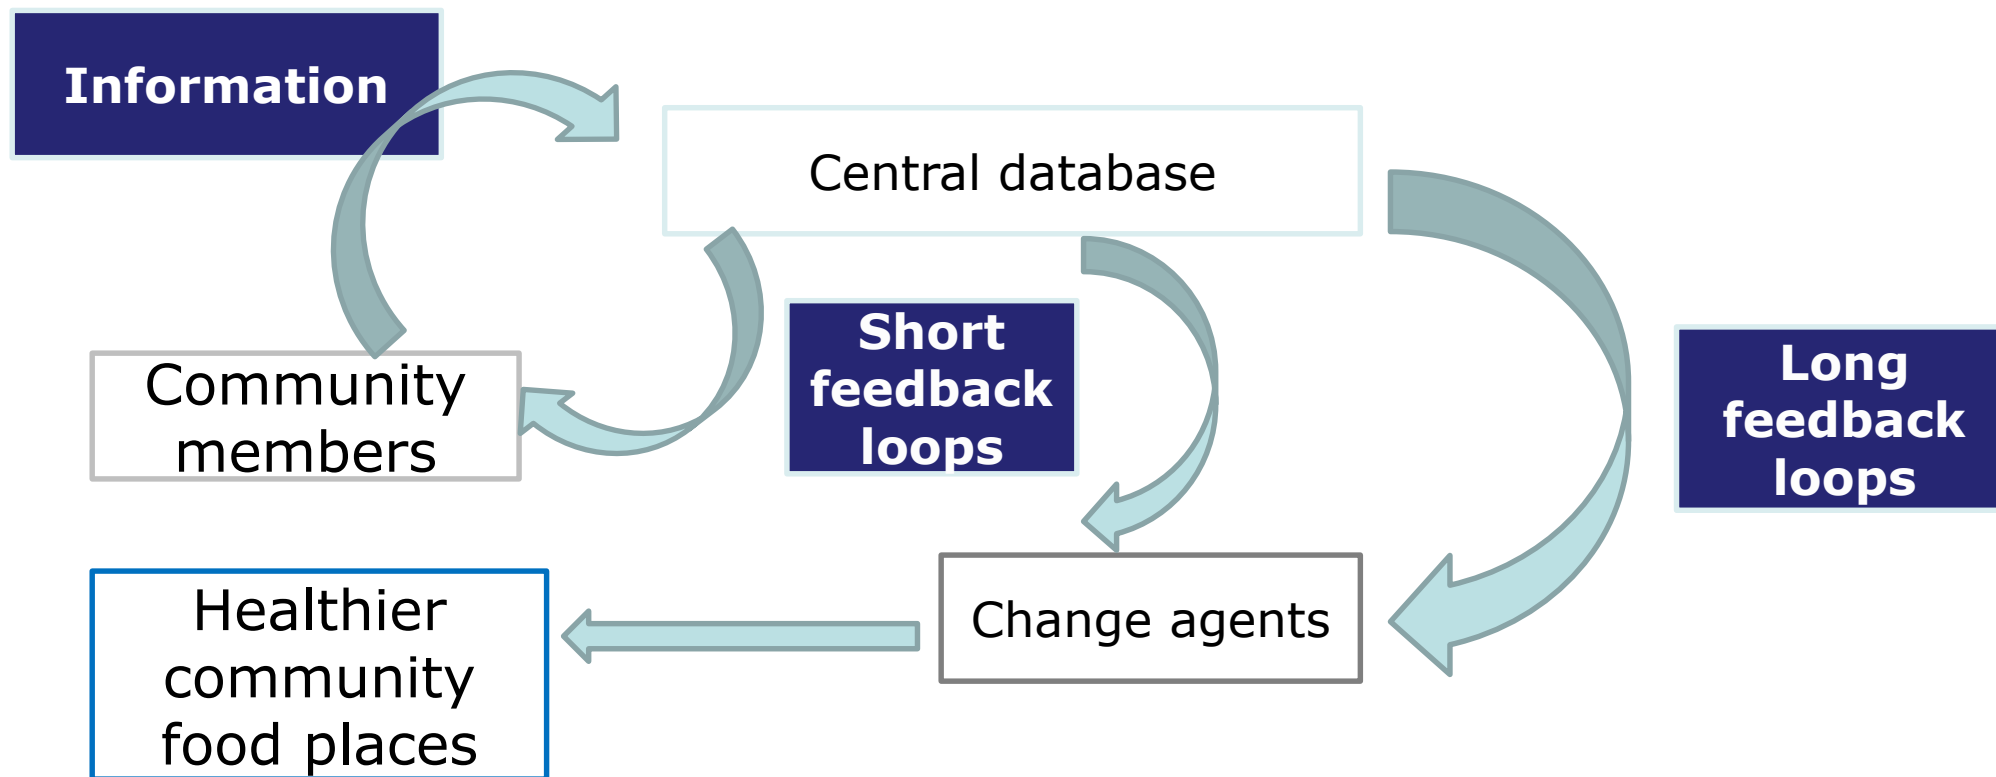 Information
Central database
Community
members
Short
feedback
loops
Long
feedback
loops
Healthier
community
food places
Change agents